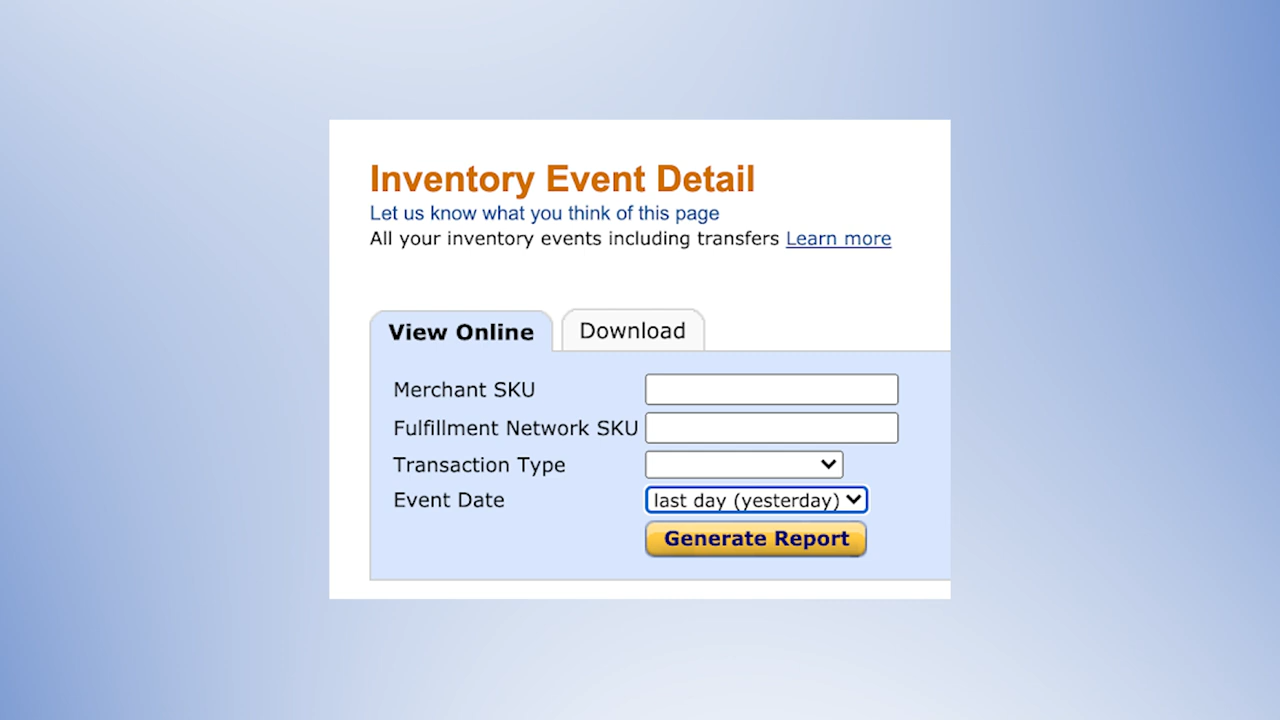 Inventory Event Detail
Let us know what you think of this page
All your inventory events including transfers Learn more
View Online Download
Merchant SKU
Fulfillment Network SKU
Transaction Type
Event Date last day (yesterday)
Generate Report